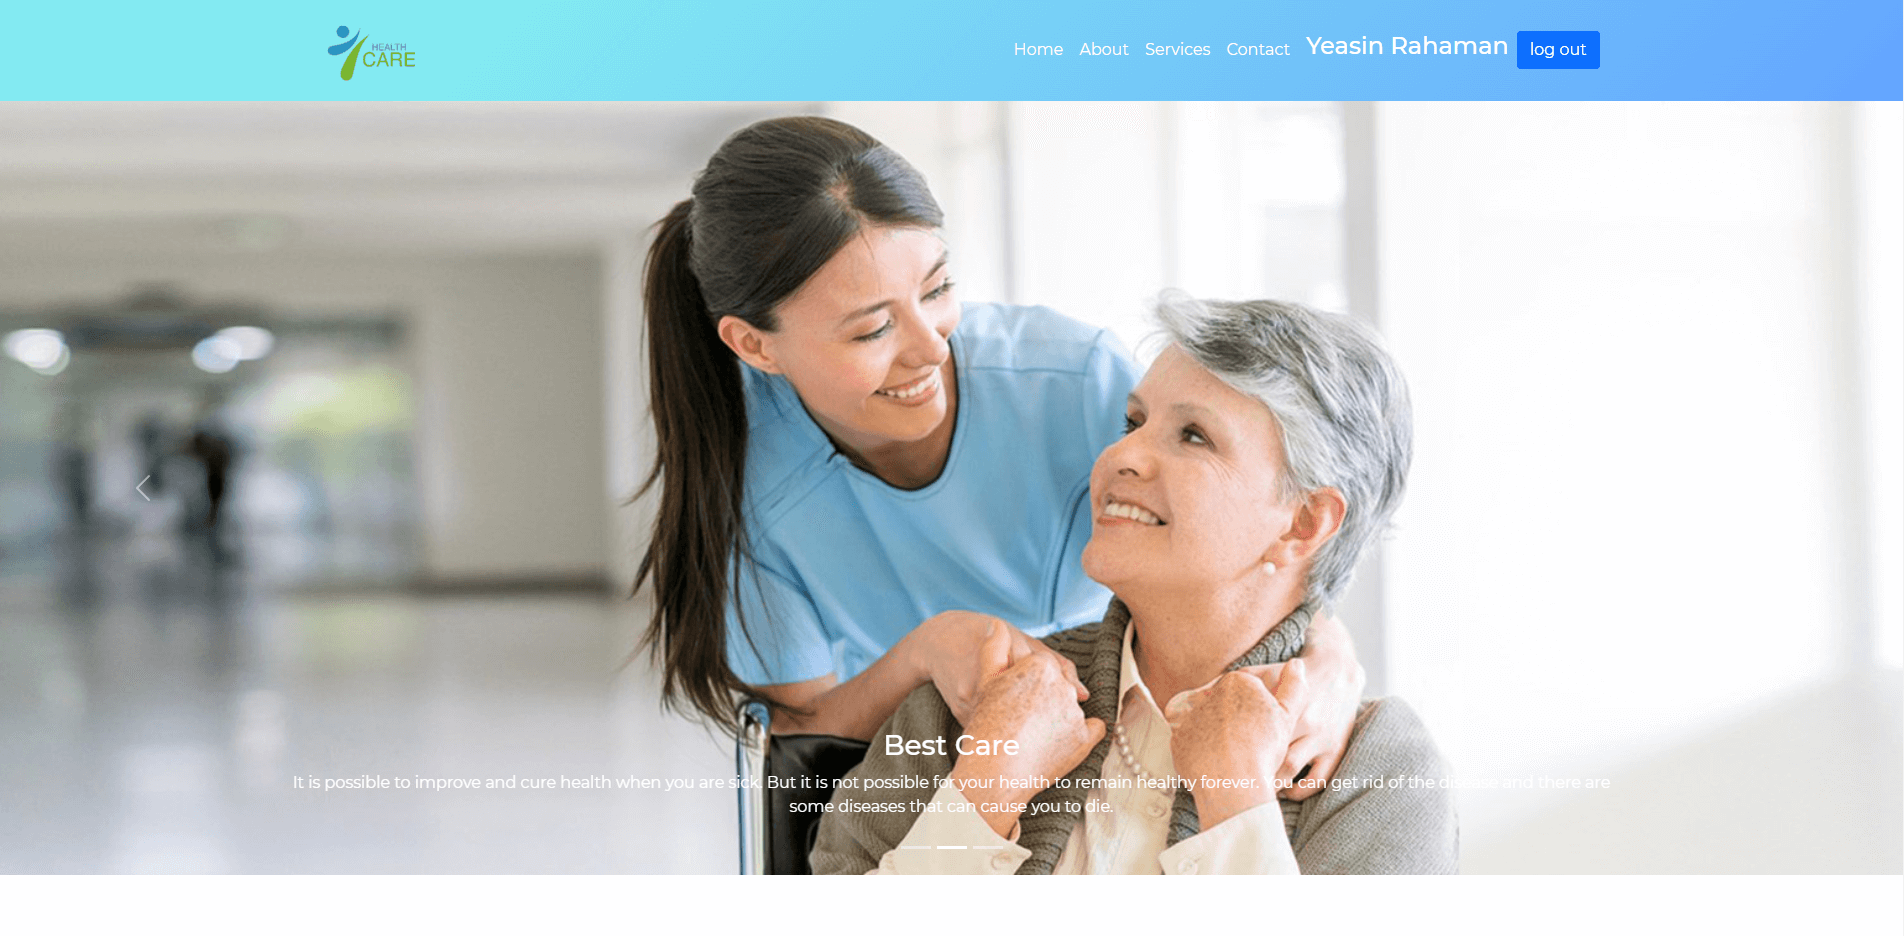 HEALTH
CARE
Home About Services Contact Yeasin Rahaman log out
Best Care
It is possible to improve and cure health when you are sick. But it is not possible for your health to remain healthy forever. You can get rid of the disease and there are
some diseases that can cause you to die.